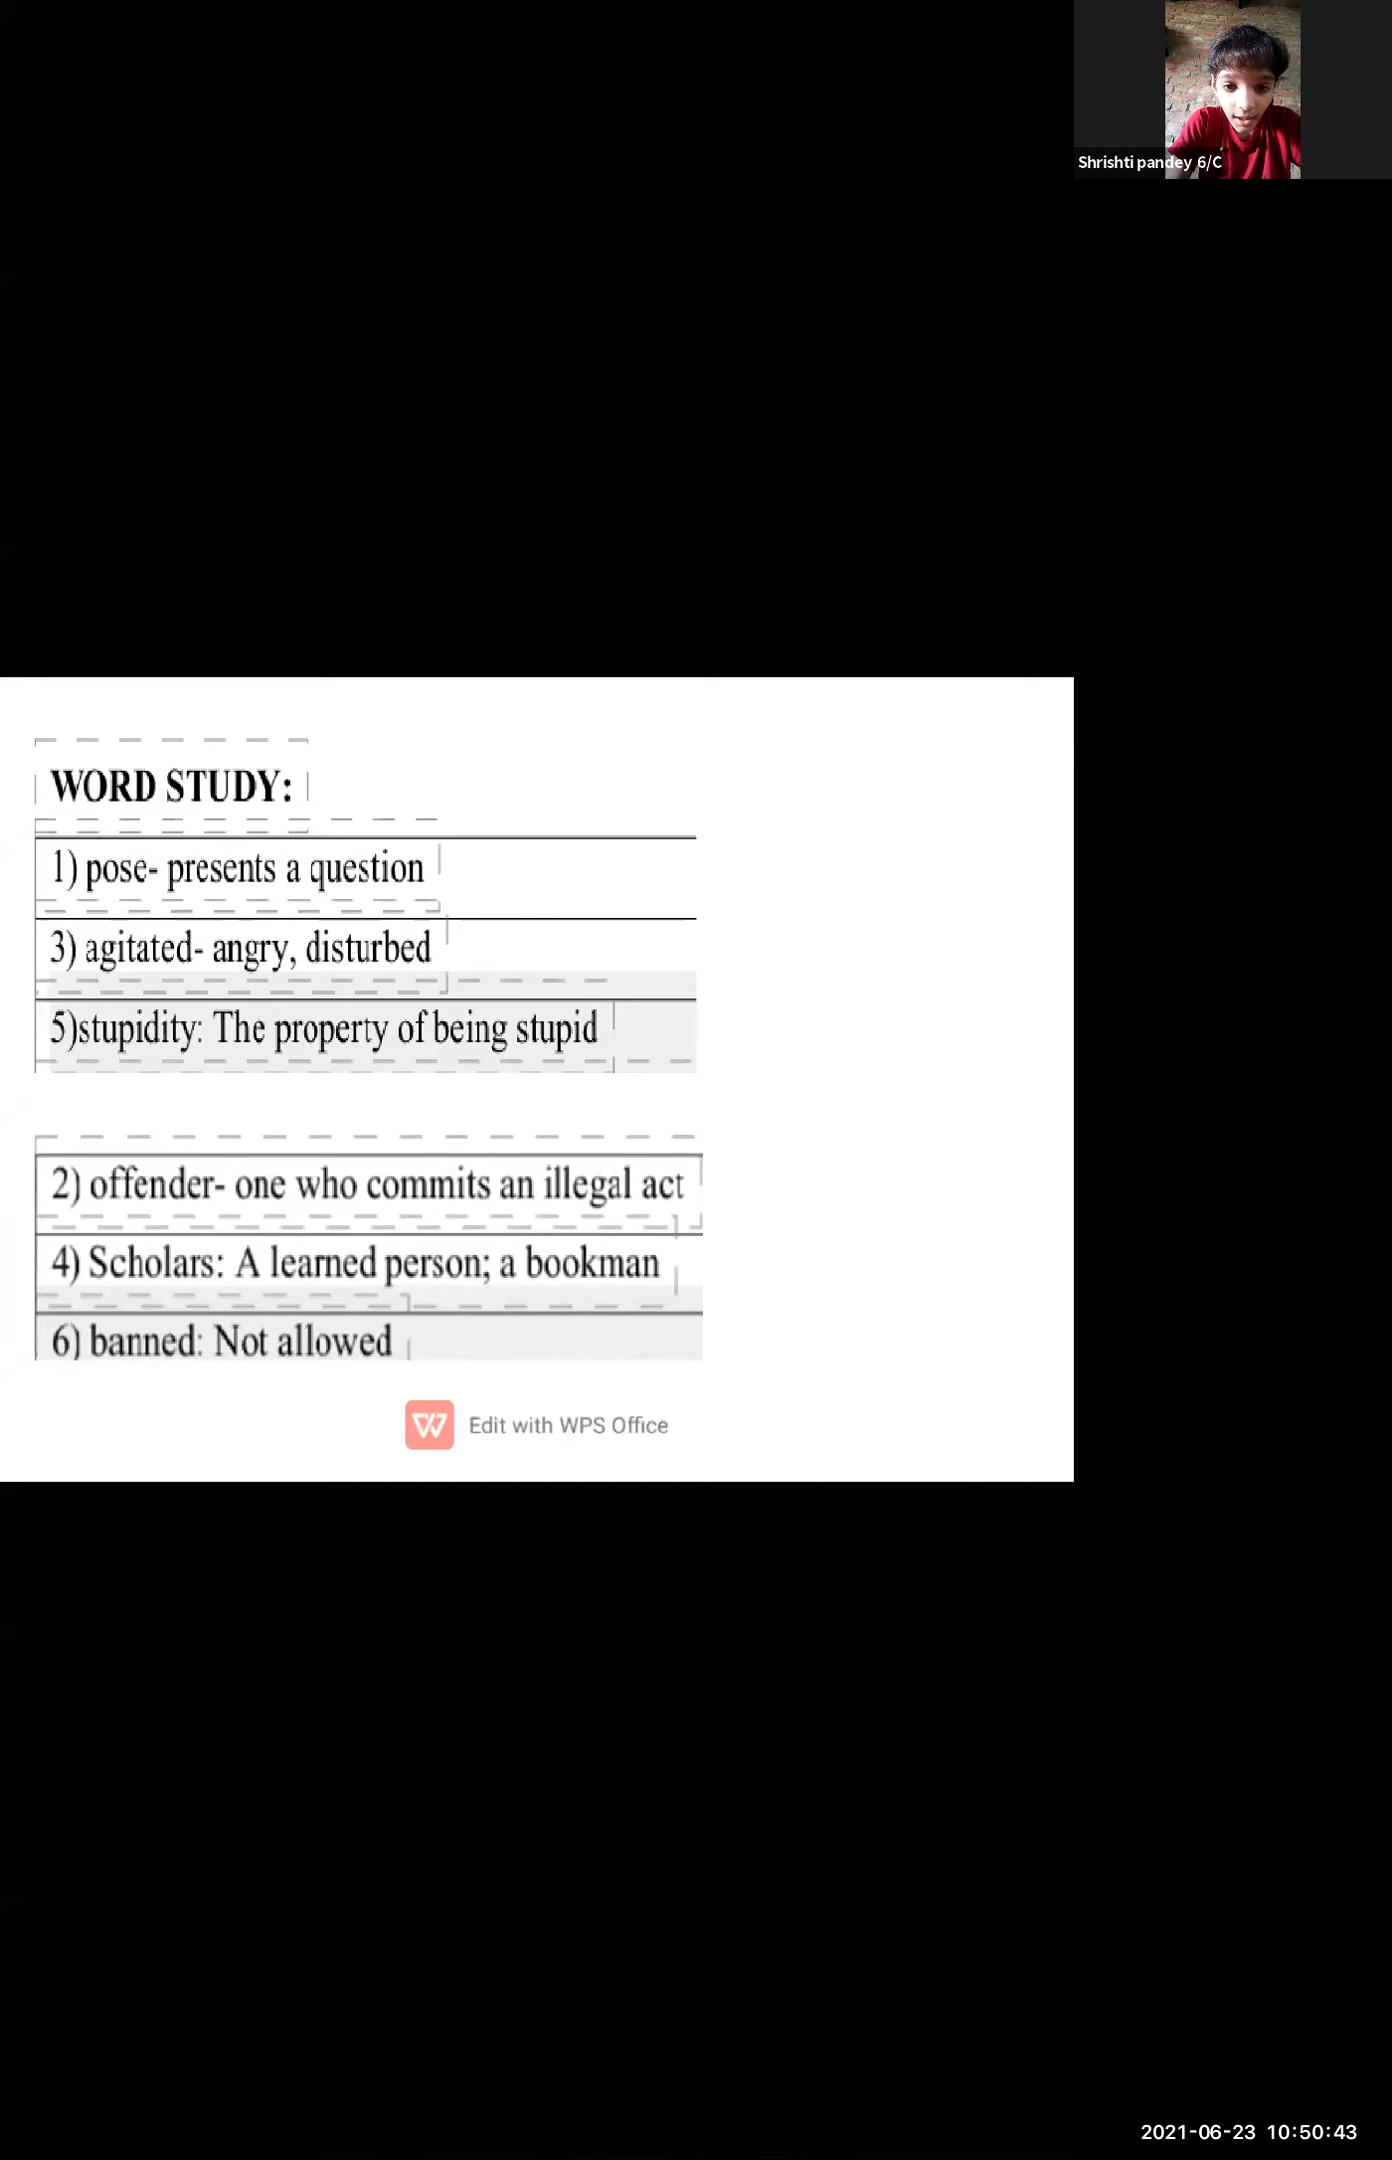 Shrishti pandey 6/C
WORD STUDY:
1) pose- presents a question
3) agitated- angry, disturbed
5)stupidity: The property of being stupid
2) offender- one who commits an illegal act
4) Scholars: A learned person; a bookman
6) banned: Not allowed
Edit with WPS Office
2021-06-23 10:50:43